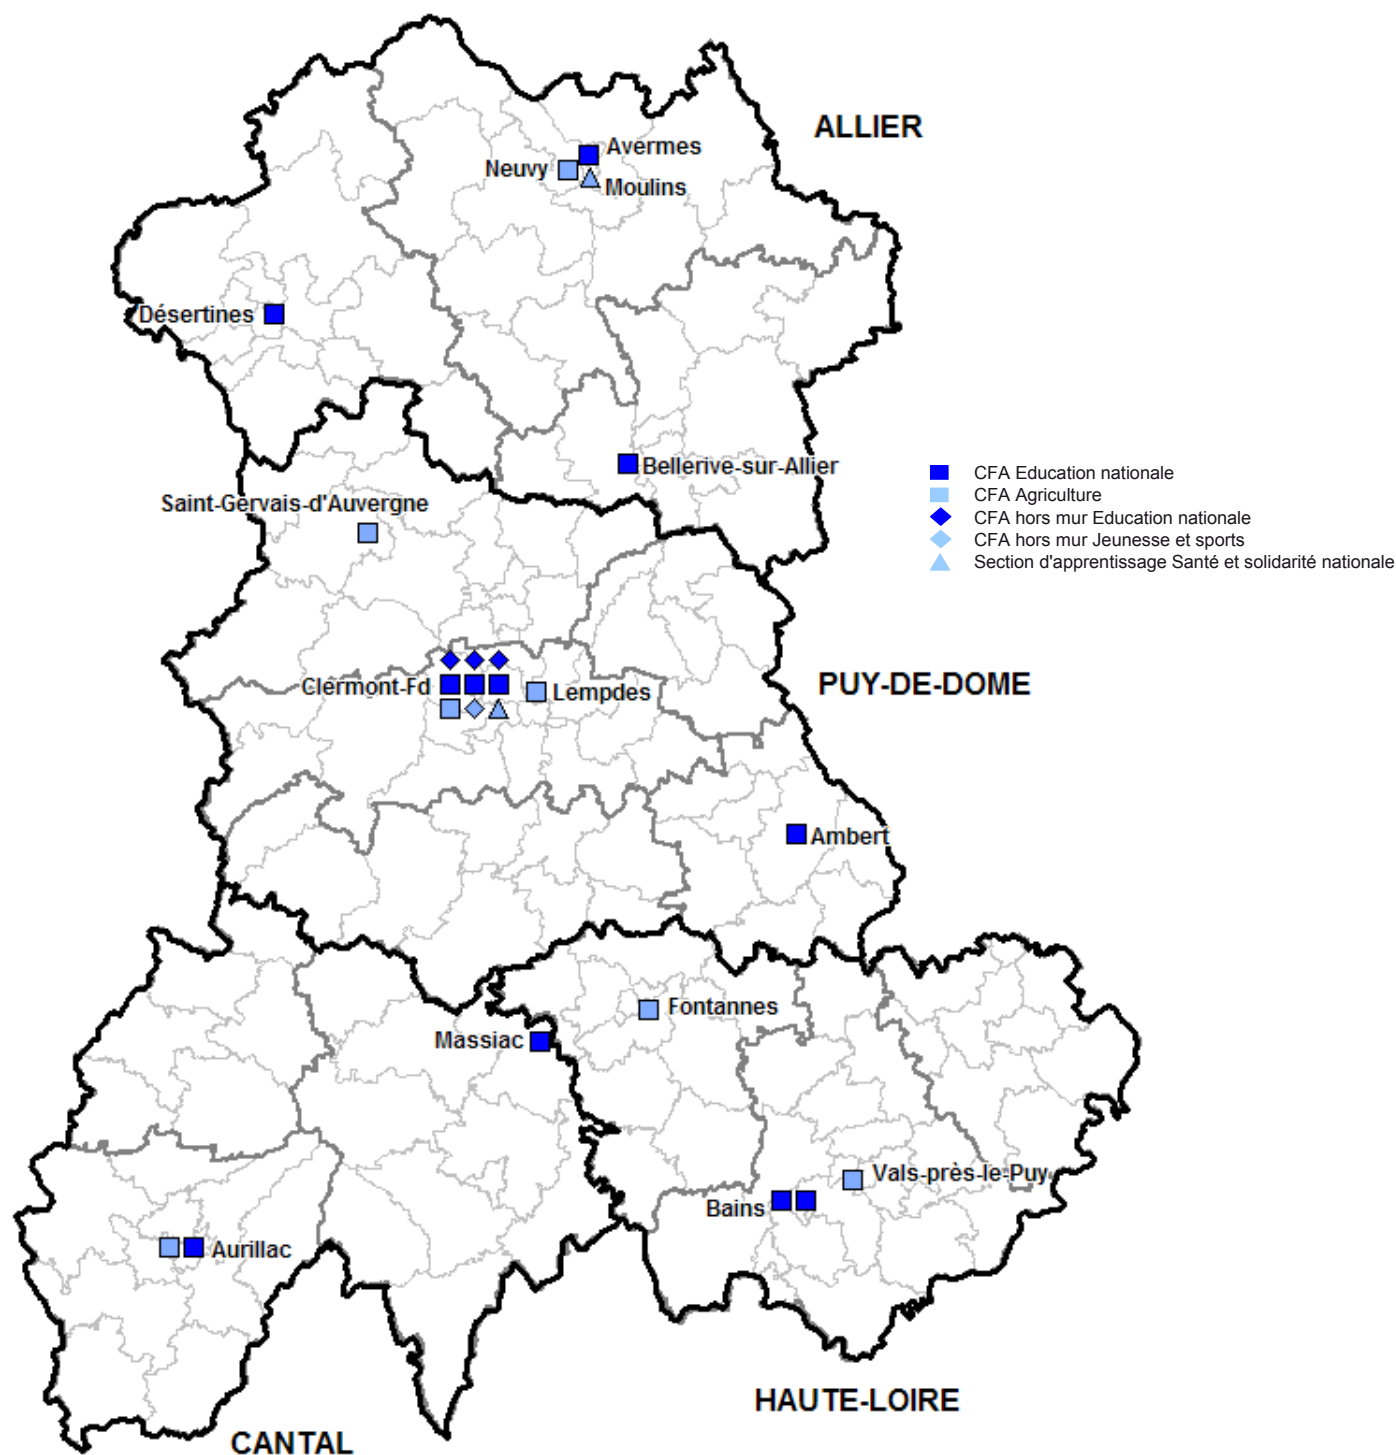 ALLIER
Avermes
Neuvy
Moulins
Désertines
Bellerive-sur-Allier
CFA Education nationale
CFA Agriculture
CFA hors mur Education nationale
CFA hors mur Jeunesse et sports
Section d'apprentissage Santé et solidarité nationale
Saint-Gervais-d'Auvergne
Clermont-Fd
Lempdes
PUY-DE-DOME
Ambert
Fontannes
Massiac
Vals-près-le-Puy
Bains
Aurillac
HAUTE-LOIRE
CANTAL